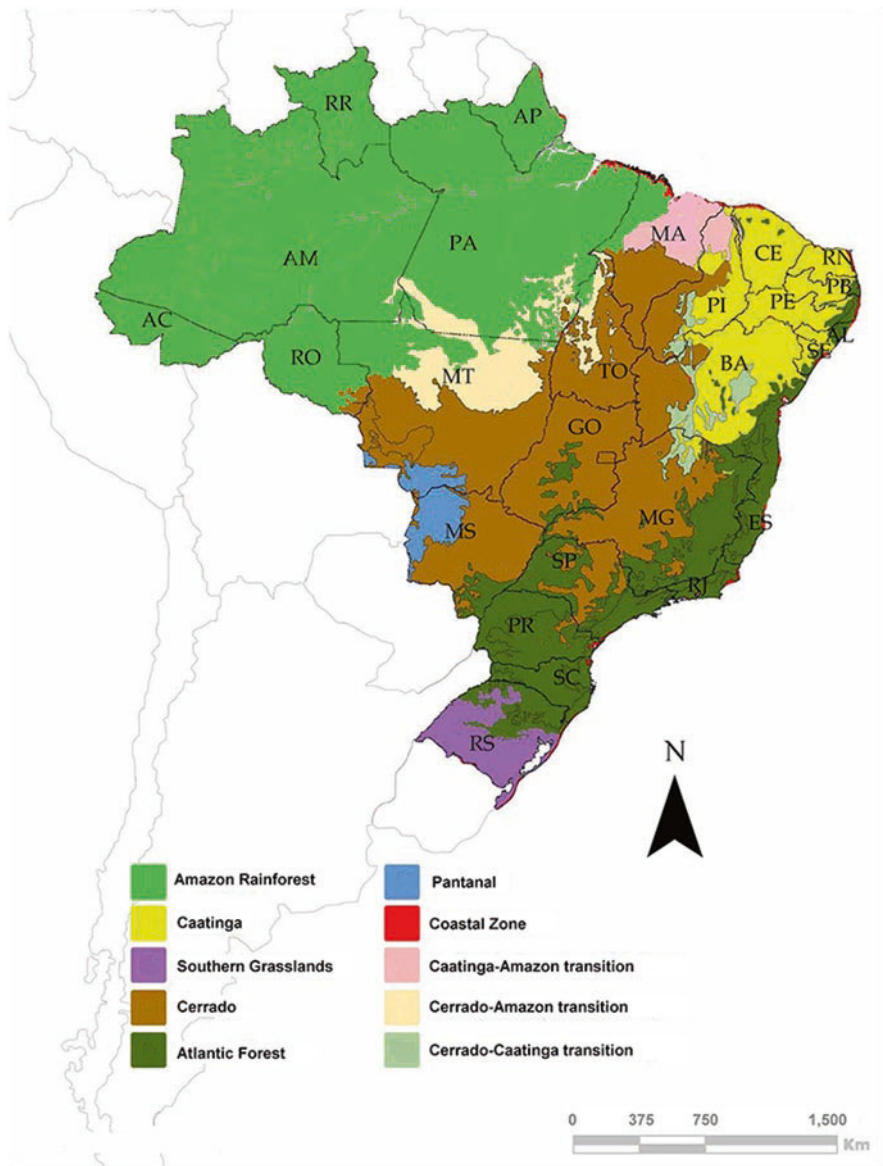 RR
AP
AM
PA
MA
CE
RN
PB
PI
PE
AC
AL
RO
SE
MT
TO
BA
GO
MS
MG
ES
SP
RJ
PR
SC
RS
N
Amazon Rainforest
Caatinga
Southern Grasslands
Cerrado
Atlantic Forest
Pantanal
Coastal Zone
Caatinga-Amazon transition
Cerrado-Amazon transition
Cerrado-Caatinga transition
0 375 750 1,500
Km